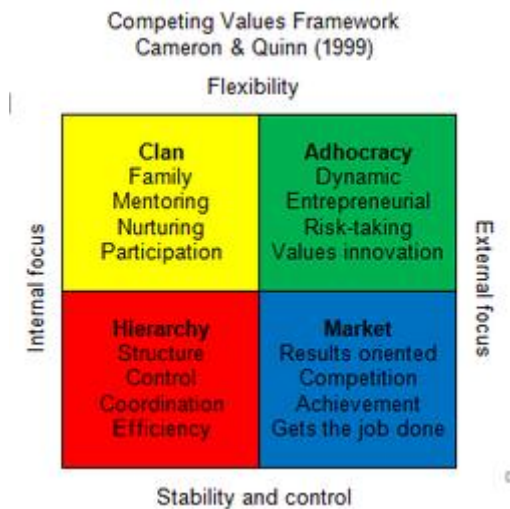 Competing Values Framework
Cameron & Quinn (1999)
Flexibility
Internal focus
Clan
Family
Mentoring
Nurturing
Participation
Adhocracy
Dynamic
Entrepreneurial
Risk-taking
Values innovation
External focus
Hierarchy
Structure
Control
Coordination
Efficiency
Market
Results oriented
Competition
Achievement
Gets the job done
Stability and control